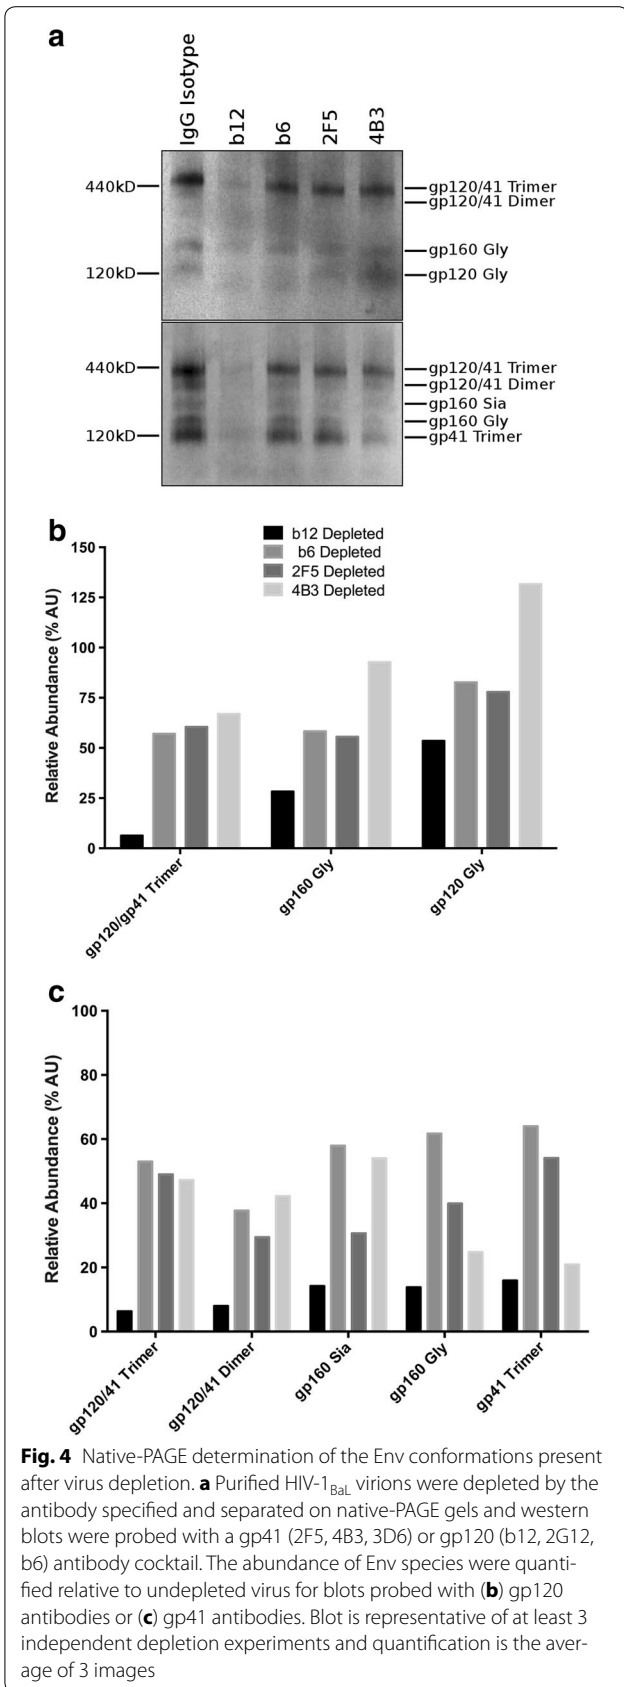 a
IgG Isotype
b12
b6
2F5
4B3
440kD
120kD
gp120/41 Trimer
gp120/41 Dimer
gp160 Gly
gp120 Gly
440kD
120kD
gp120/41 Trimer
gp120/41 Dimer
gp160 Sia
gp160 Gly
gp41 Trimer
b
b12 Depleted
b6 Depleted
2F5 Depleted
4B3 Depleted
Relative Abundance (% AU)
150
125
100
75
50
25
0
gp120/gp41 Trimer
gp160 Gly
gp120 Gly
c
Relative Abundance (% AU)
100
80
60
40
20
0
gp120/41 Trimer
gp120/41 Dimer
gp160 Sia
gp160 Gly
gp41 Trimer
Fig. 4 Native-PAGE determination of the Env conformations present
after virus depletion. a Purified HIV-1BaL virions were depleted by the
antibody specified and separated on native-PAGE gels and western
blots were probed with a gp41 (2F5, 4B3, 3D6) or gp120 (b12, 2G12,
b6) antibody cocktail. The abundance of Env species were quanti-
fied relative to undepleted virus for blots probed with (b) gp120
antibodies or (c) gp41 antibodies. Blot is representative of at least 3
independent depletion experiments and quantification is the aver-
age of 3 images